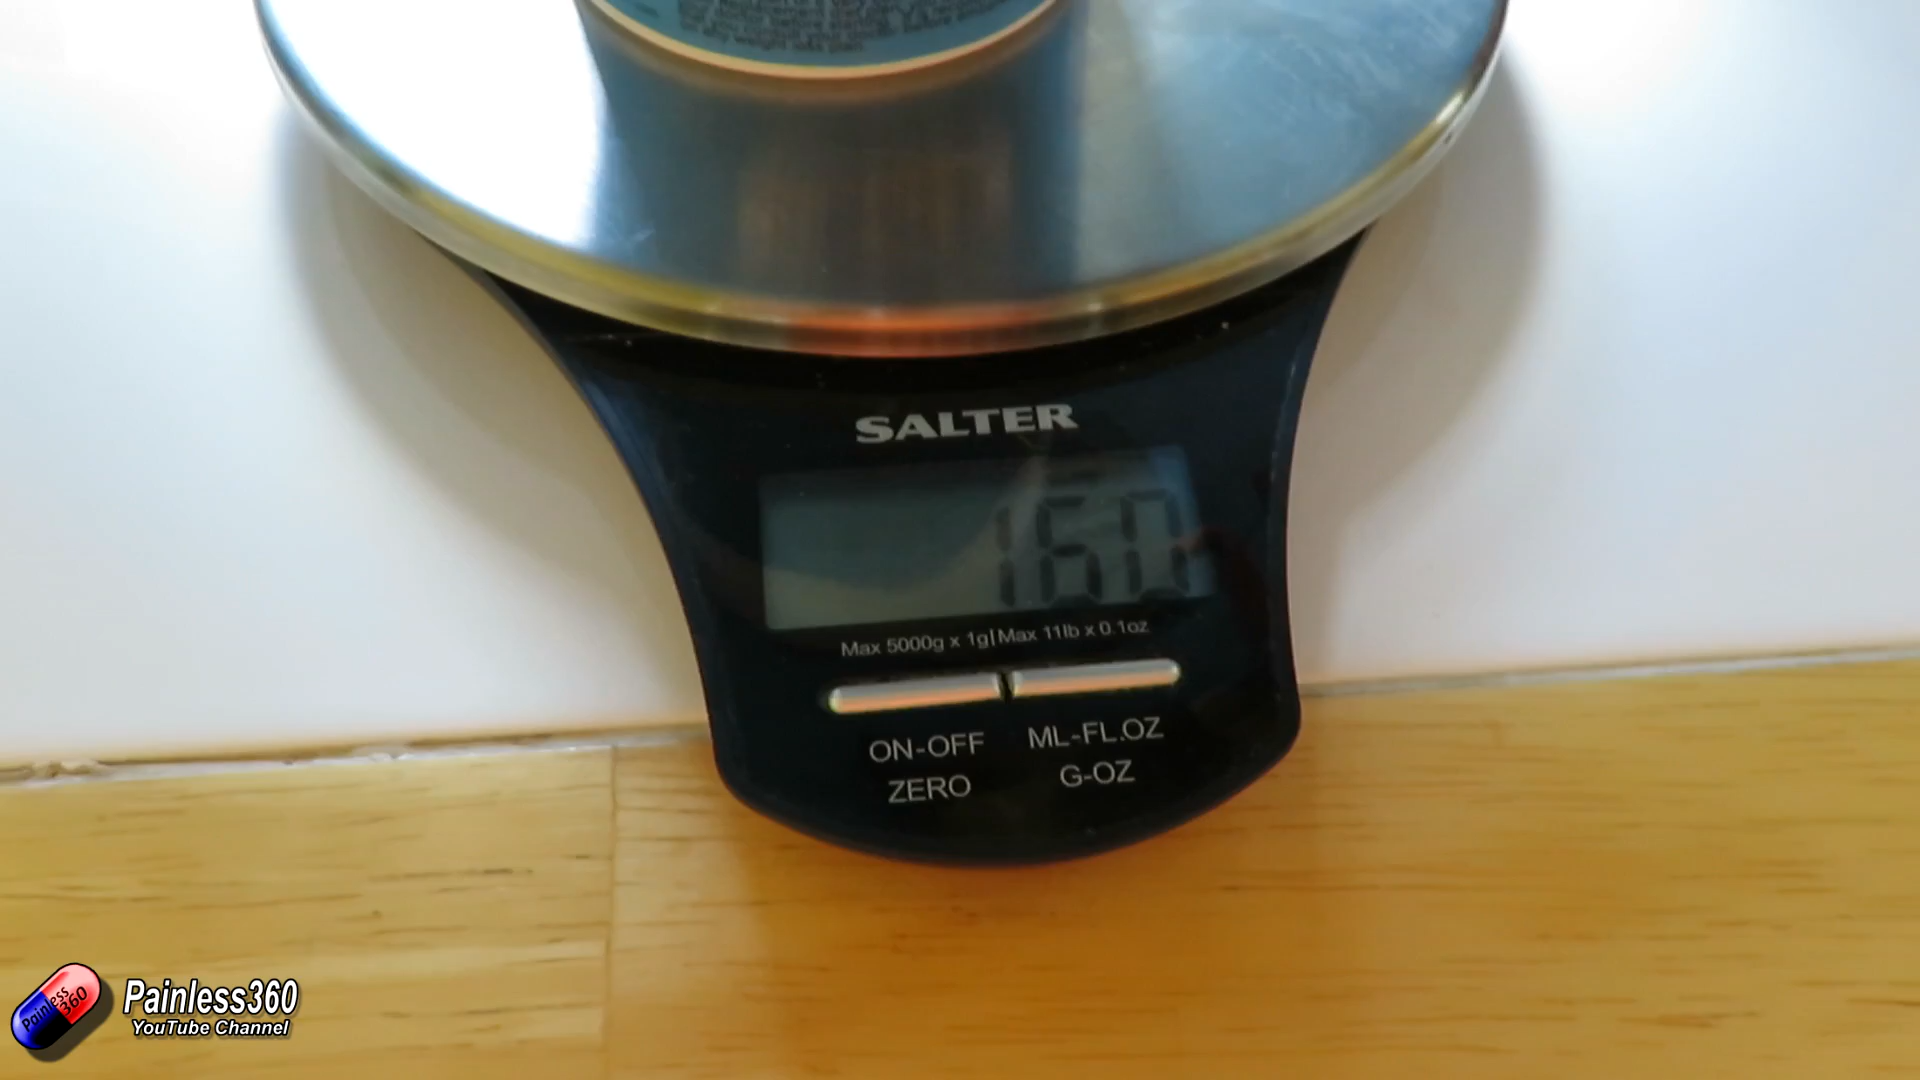 SALTER
160
Max 5000g x 1g|Max 11lb x 0.1oz
ON-OFF ML-FL.OZ
ZERO G-OZ
Painless360
Painless360
YouTube Channel